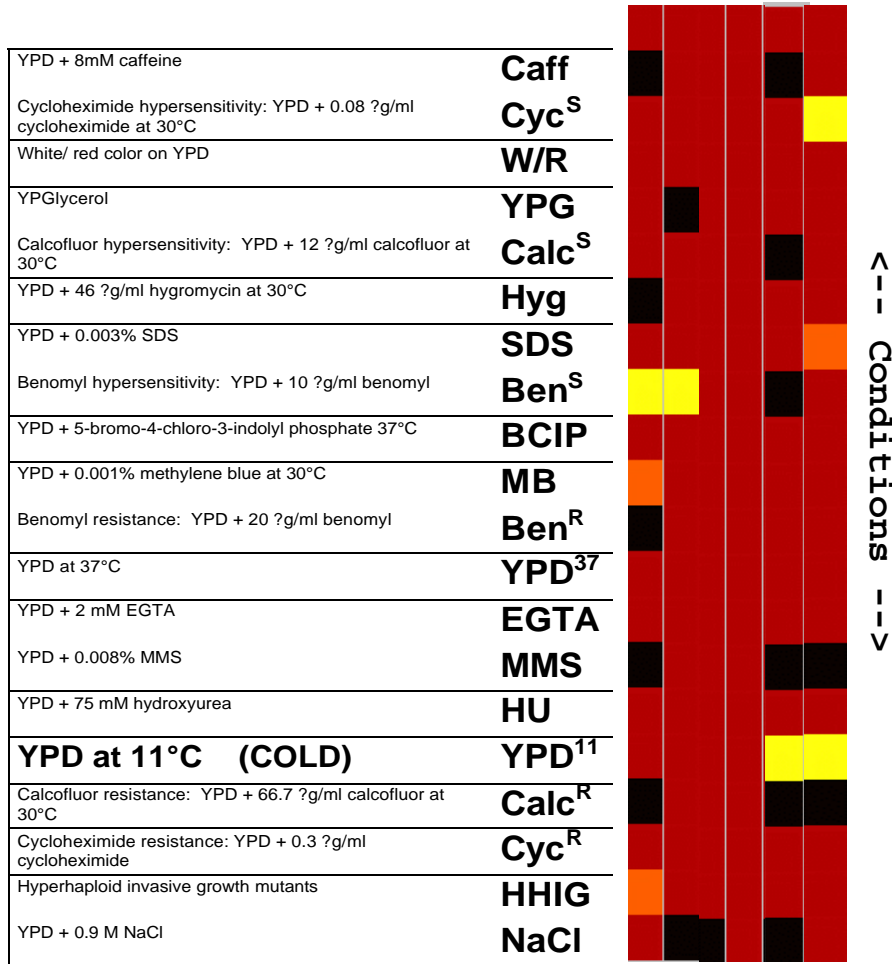 YPD + 8mM caffeine Caff
Cycloheximide hypersensitivity: YPD + 0.08 ?g/ml
cycloheximide at 30°C CycS
White/ red color on YPD W/R
YPGlycerol YPG
Calcofluor hypersensitivity: YPD + 12 ?g/ml calcofluor at
30°C CalcS
YPD + 46 ?g/ml hygromycin at 30°C Hyg
YPD + 0.003% SDS SDS
Benomyl hypersensitivity: YPD + 10 ?g/ml benomyl BenS
YPD + 5-bromo-4-chloro-3-indolyl phosphate 37°C BCIP
YPD + 0.001% methylene blue at 30°C MB
Benomyl resistance: YPD + 20 ?g/ml benomyl BenR
YPD at 37°C YPD37
YPD + 2 mM EGTA EGTA
YPD + 0.008% MMS MMS
YPD + 75 mM hydroxyurea HU
YPD at 11°C (COLD) YPD11
Calcofluor resistance: YPD + 66.7 ?g/ml calcofluor at
30°C CalcR
Cycloheximide resistance: YPD + 0.3 ?g/ml
cycloheximide CycR
Hyperhaploid invasive growth mutants HHIG
YPD + 0.9 M NaCl NaCl
<-- Conditions -->